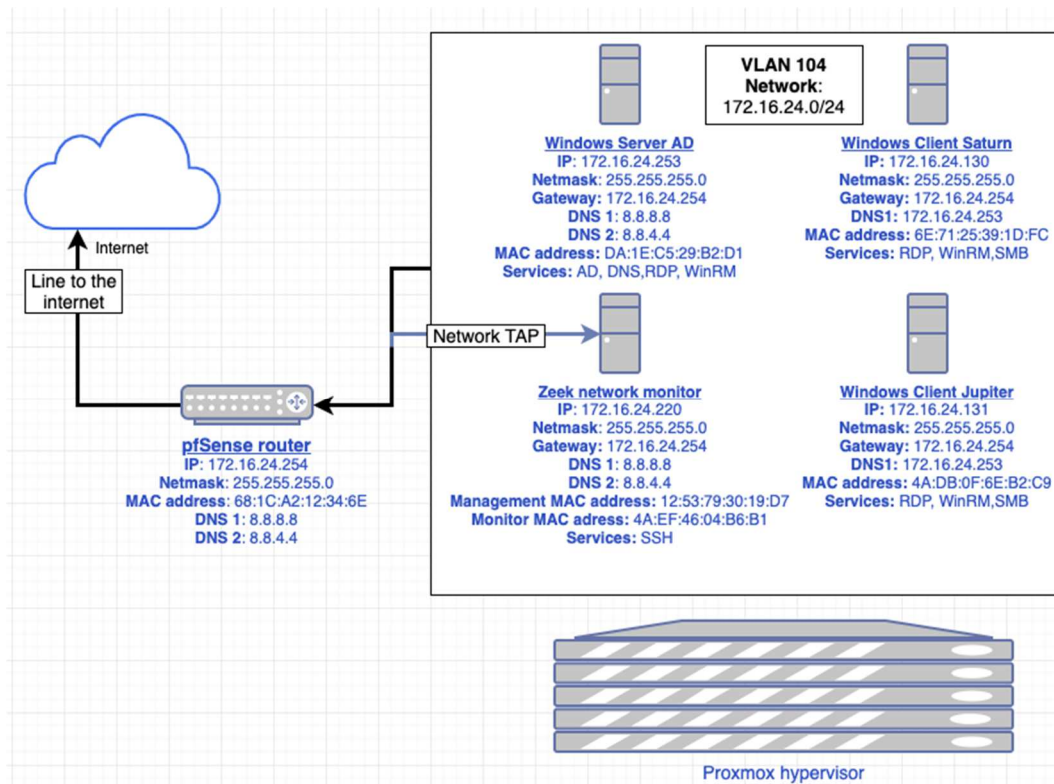 VLAN 104
Network:
172.16.24.0/24
Windows Server AD
IP: 172.16.24.253
Netmask: 255.255.255.0
Gateway: 172.16.24.254
DNS 1: 8.8.8.8
DNS 2: 8.8.4.4
MAC address: DA:1E:C5:29:B2:D1
Services: AD, DNS,RDP, WinRM
Windows Client Saturn
IP: 172.16.24.130
Netmask: 255.255.255.0
Gateway: 172.16.24.254
DNS1: 172.16.24.253
MAC address: 6E:71:25:39:1D:FC
Services: RDP, WinRM,SMB
Internet
Line to the
internet
Network TAP
pfSense router
IP: 172.16.24.254
Netmask: 255.255.255.0
MAC address: 68:1C:A2:12:34:6E
DNS 1: 8.8.8.8
DNS 2: 8.8.4.4
Zeek network monitor
IP: 172.16.24.220
Netmask: 255.255.255.0
Gateway: 172.16.24.254
DNS 1: 8.8.8.8
DNS 2: 8.8.4.4
Management MAC address: 12:53:79:30:19:D7
Monitor MAC adress: 4A:EF:46:04:B6:B1
Services: SSH
Windows Client Jupiter
IP: 172.16.24.131
Netmask: 255.255.255.0
Gateway: 172.16.24.254
DNS1: 172.16.24.253
MAC address: 4A:DB:0F:6E:B2:C9
Services: RDP, WinRM,SMB
Proxmox hypervisor